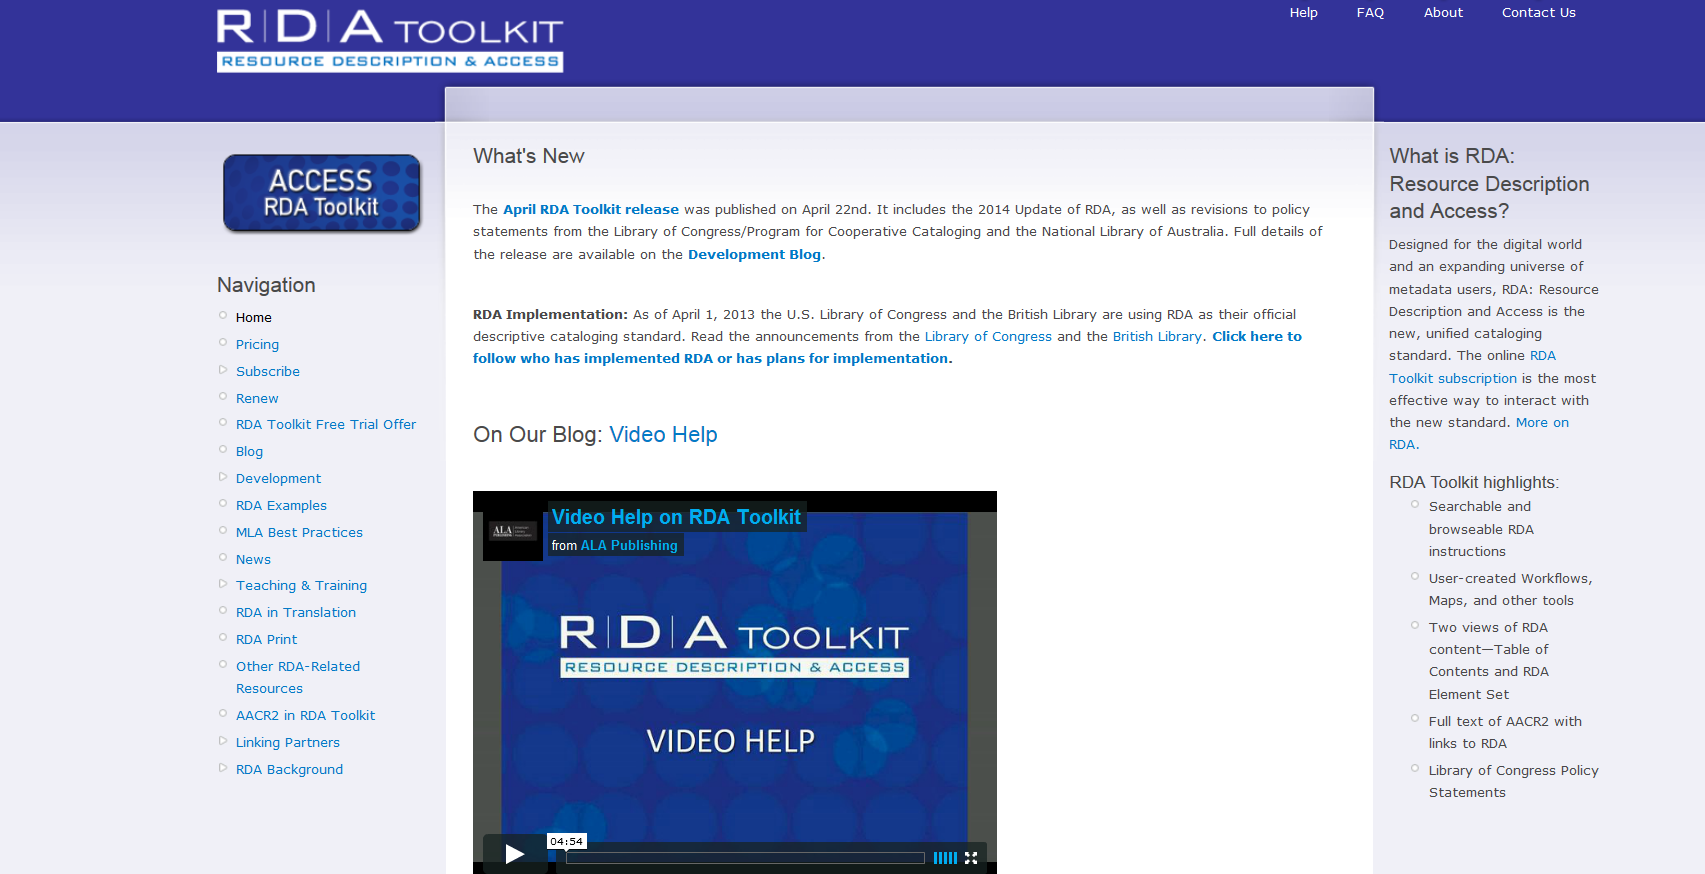 R|D|A TOOLKIT
RESOURCE DESCRIPTION & ACCESS
Help FAQ About Contact Us
ACCESS
RDA Toolkit
Navigation
Home
Pricing
Subscribe
Renew
RDA Toolkit Free Trial Offer
Blog
Development
RDA Examples
MLA Best Practices
News
Teaching & Training
RDA in Translation
RDA Print
Other RDA-Related
Resources
AACR2 in RDA Toolkit
Linking Partners
RDA Background
What's New
The April RDA Toolkit release was published on April 22nd. It includes the 2014 Update of RDA, as well as revisions to policy
statements from the Library of Congress/Program for Cooperative Cataloging and the National Library of Australia. Full details of
the release are available on the Development Blog.
RDA Implementation: As of April 1, 2013 the U.S. Library of Congress and the British Library are using RDA as their official
descriptive cataloging standard. Read the announcements from the Library of Congress and the British Library. Click here to
follow who has implemented RDA or has plans for implementation.
On Our Blog: Video Help
ALA
PUBLISHING
Video Help on RDA Toolkit
from ALA Publishing
R|D|A TOOLKIT
RESOURCE DESCRIPTION & ACCESS
VIDEO HELP
04:54
What is RDA:
Resource Description
and Access?
Designed for the digital world
and an expanding universe of
metadata users, RDA: Resource
Description and Access is the
new, unified cataloging
standard. The online RDA
Toolkit subscription is the most
effective way to interact with
the new standard. More on
RDA.
RDA Toolkit highlights:
Searchable and
browseable RDA
instructions
User-created Workflows,
Maps, and other tools
Two views of RDA
content—Table of
Contents and RDA
Element Set
Full text of AACR2 with
links to RDA
Library of Congress Policy
Statements